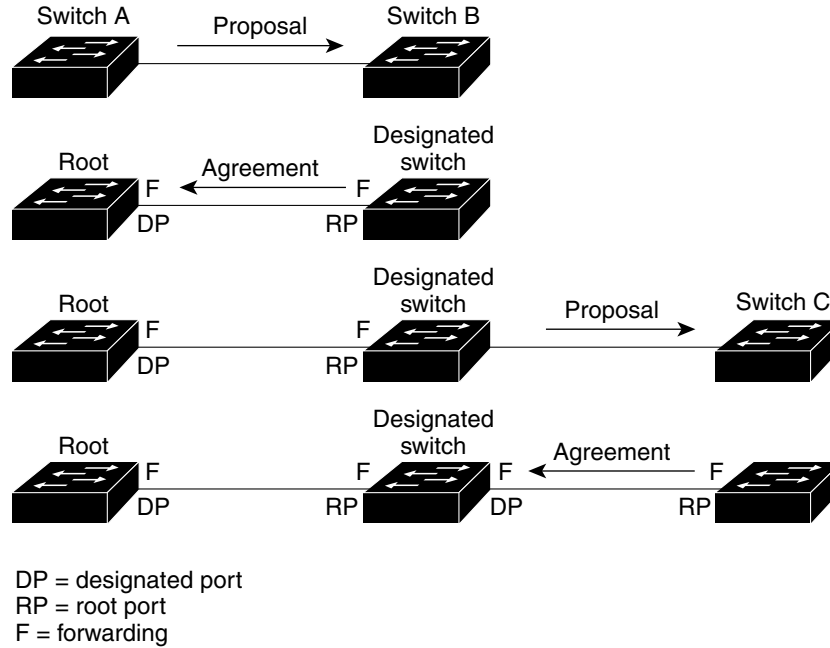 Switch A
Proposal
Switch B
Root
Agreement
Designated
switch
F
F
DP
RP
Root
Designated
switch
Proposal
Switch C
F
F
DP
RP
Root
Designated
switch
Agreement
F
F
F
F
DP
RP
DP
RP
DP = designated port
RP = root port
F = forwarding